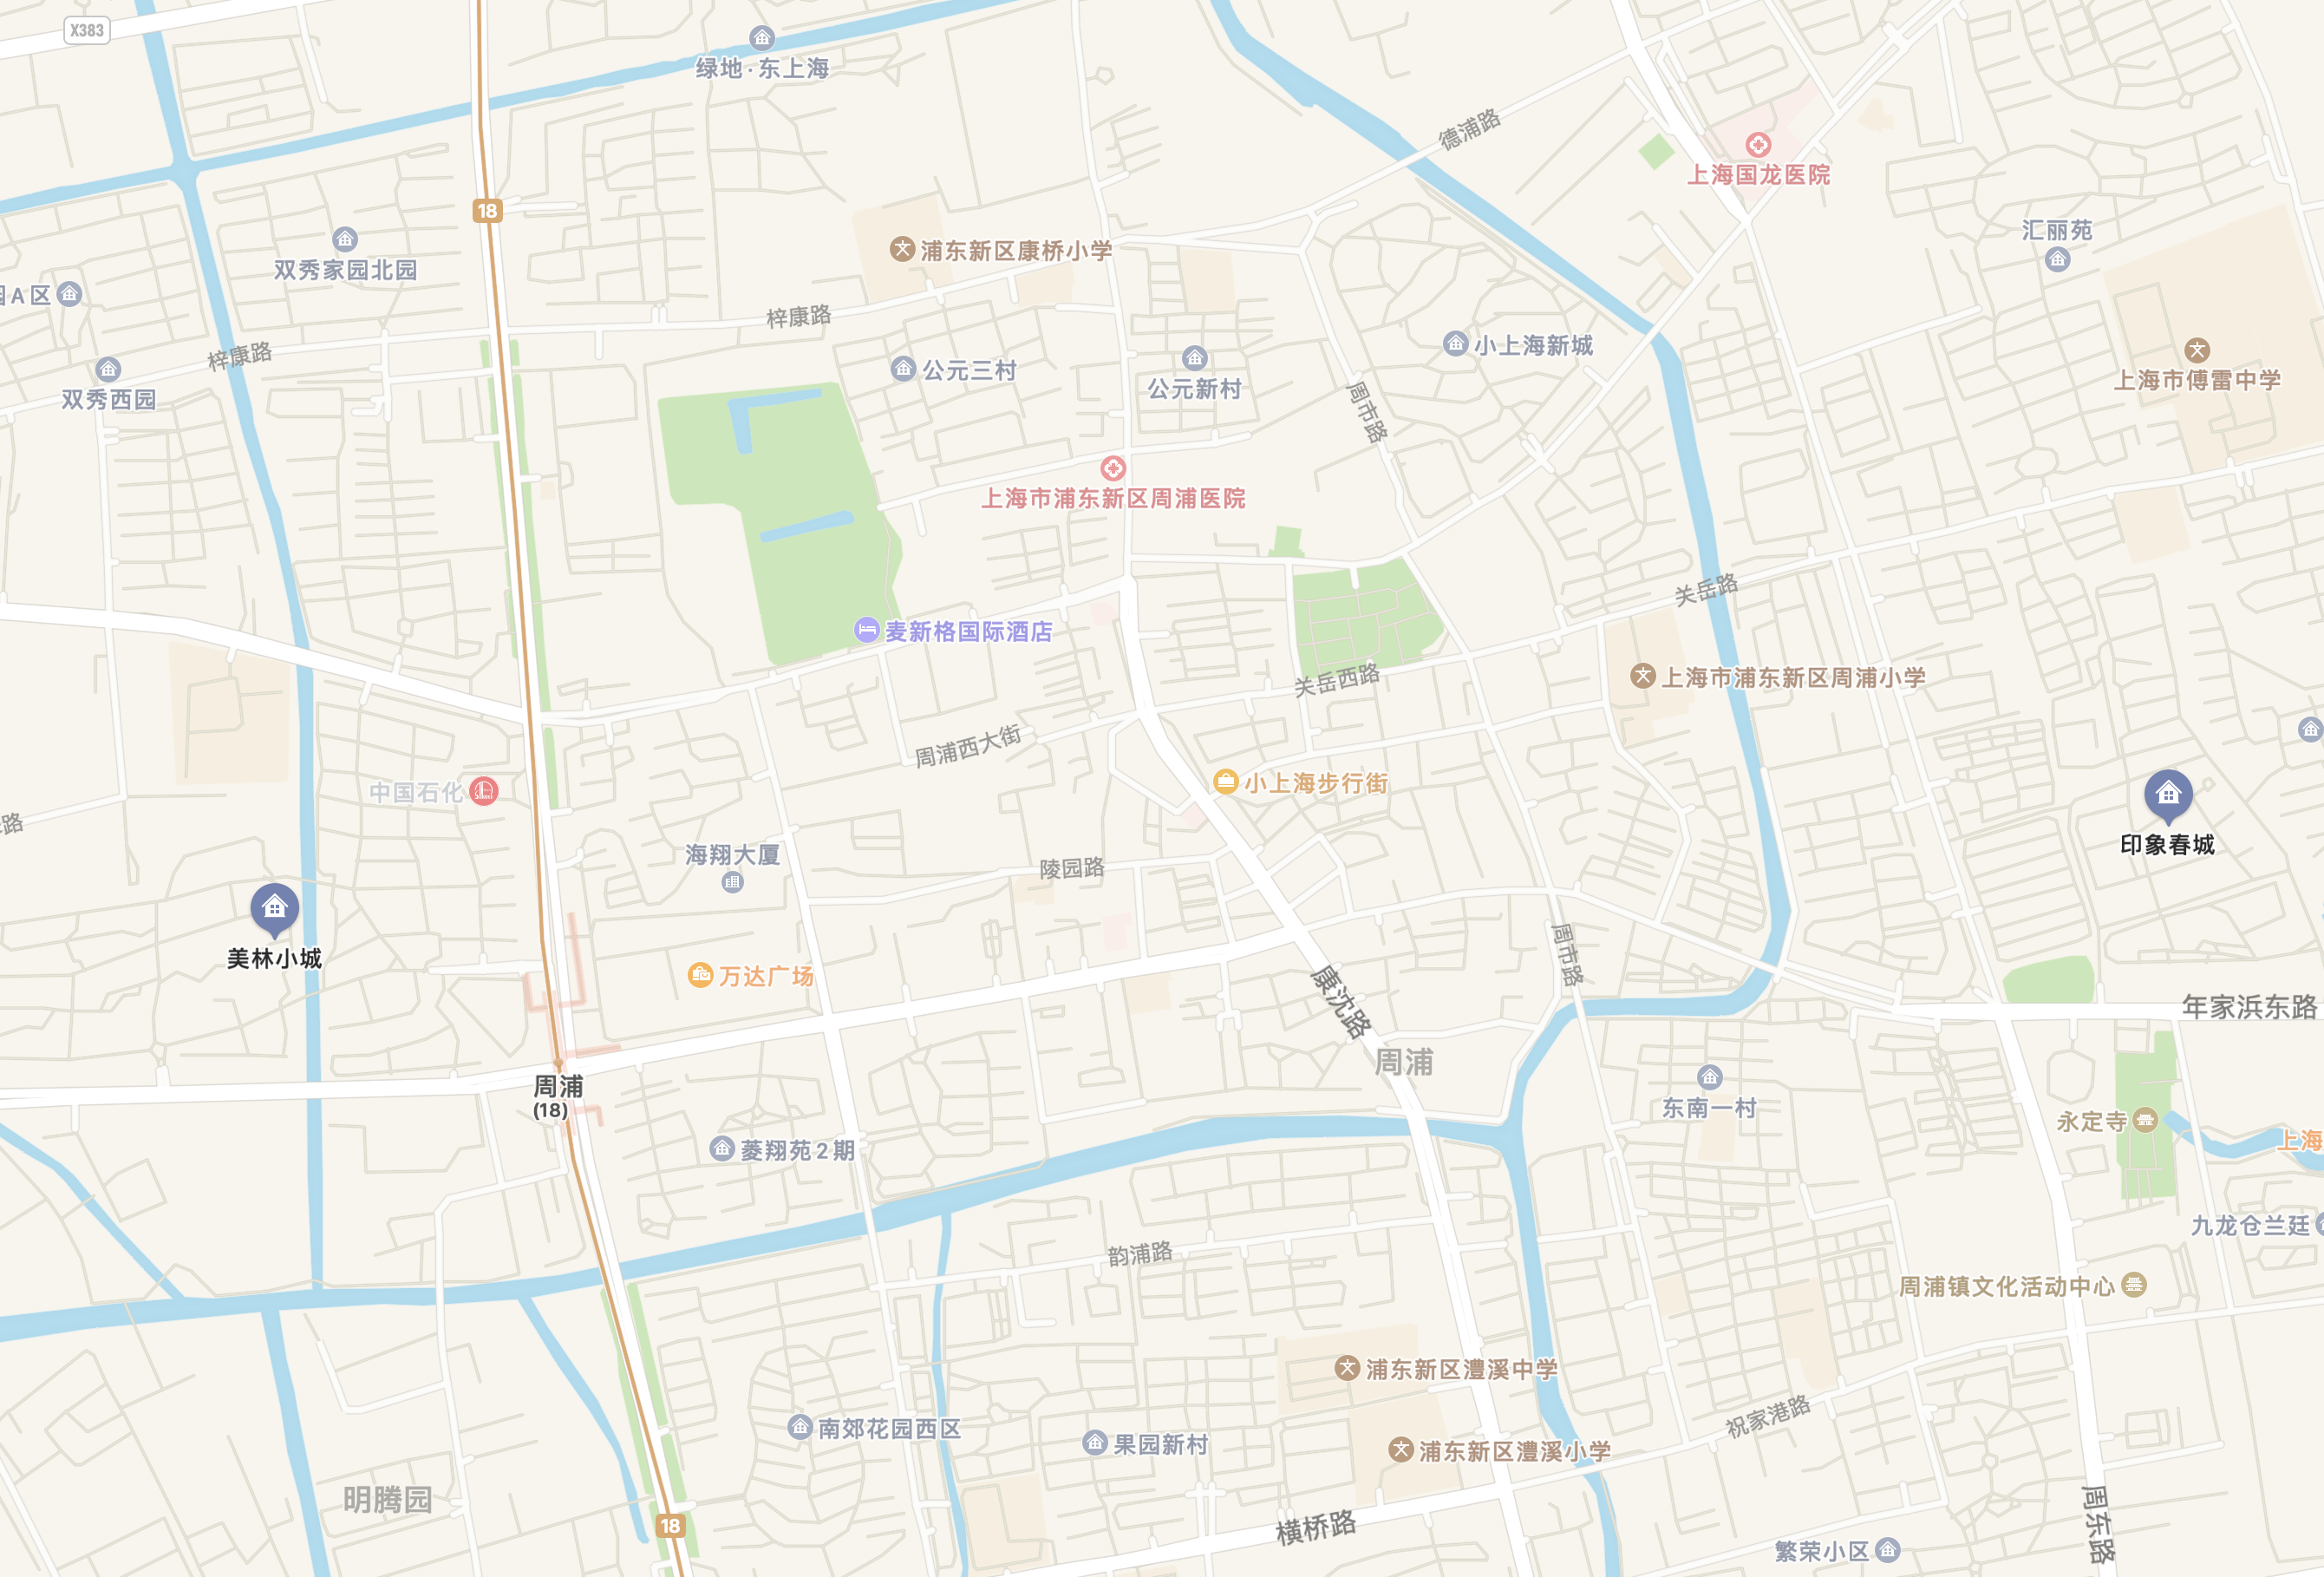 X383
绿地·东上海
德浦路
上海国龙医院
18
双秀家园北园
浦东新区康桥小学
汇丽苑
园A区
梓康路
梓康路
双秀西园
公元三村
公元新村
小上海新城
周市路
上海市傅雷中学
上海市浦东新区周浦医院
关岳路
麦新格国际酒店
关岳西路
上海市浦东新区周浦小学
周浦西大街
中国石化
小上海步行街
路
印象春城
海翔大厦
陵园路
美林小城
万达广场
周市路
康沈路
年家浜东路
周浦
周浦
(18)
东南一村
永定寺
上海
菱翔苑2期
九龙仓兰廷
韵浦路
周浦镇文化活动中心
浦东新区澧溪中学
祝家港路
南郊花园西区
果园新村
浦东新区澧溪小学
明腾园
18
横桥路
周东路
繁荣小区